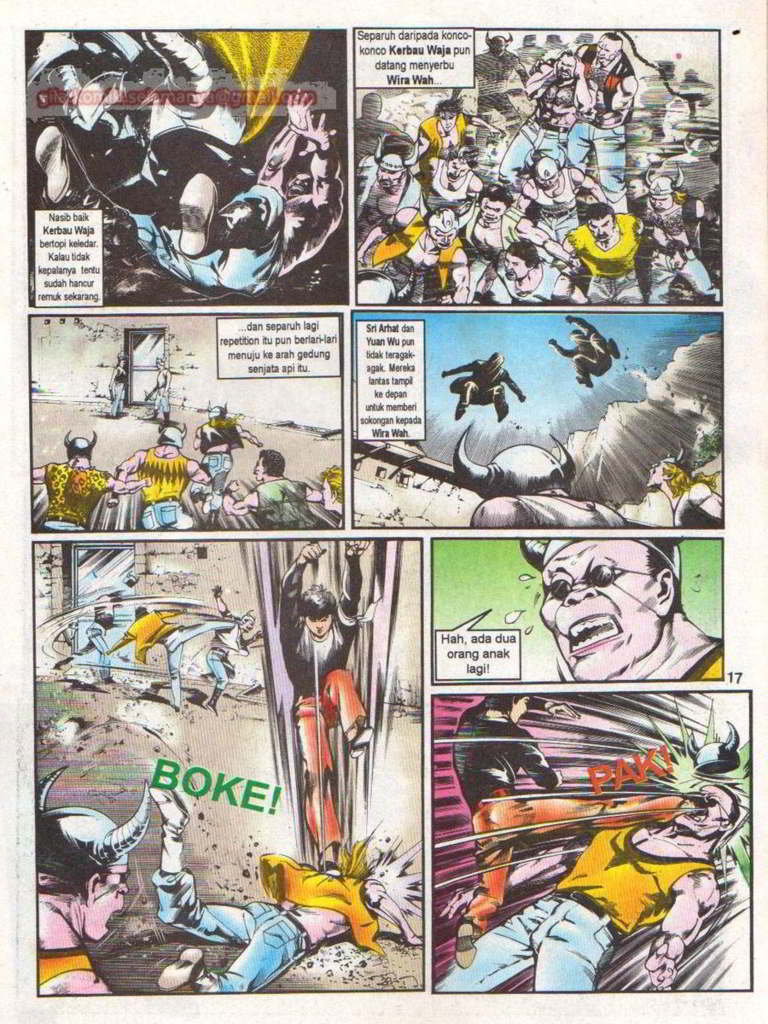 Nasib baik
Kerbau Waja
bertopi keledar.
Kalau tidak
kepalanya tentu
sudah hancur
remuk sekarang.
Separuh daripada konco-
konco Kerbau Waja pun
datang menyerbu
Wira Wah...
...dan separuh lagi
repetition itu pun berlari-lari
menuju ke arah gedung
senjata api itu.
Sri Arhat dan
Yuan Wu pun
tidak teragak-
agak. Mereka
lantas tampil
ke depan
untuk memberi
sokongan kepada
Wira Wah.
BOKE!
Hah, ada dua
orang anak
lagi!
17
PAK!